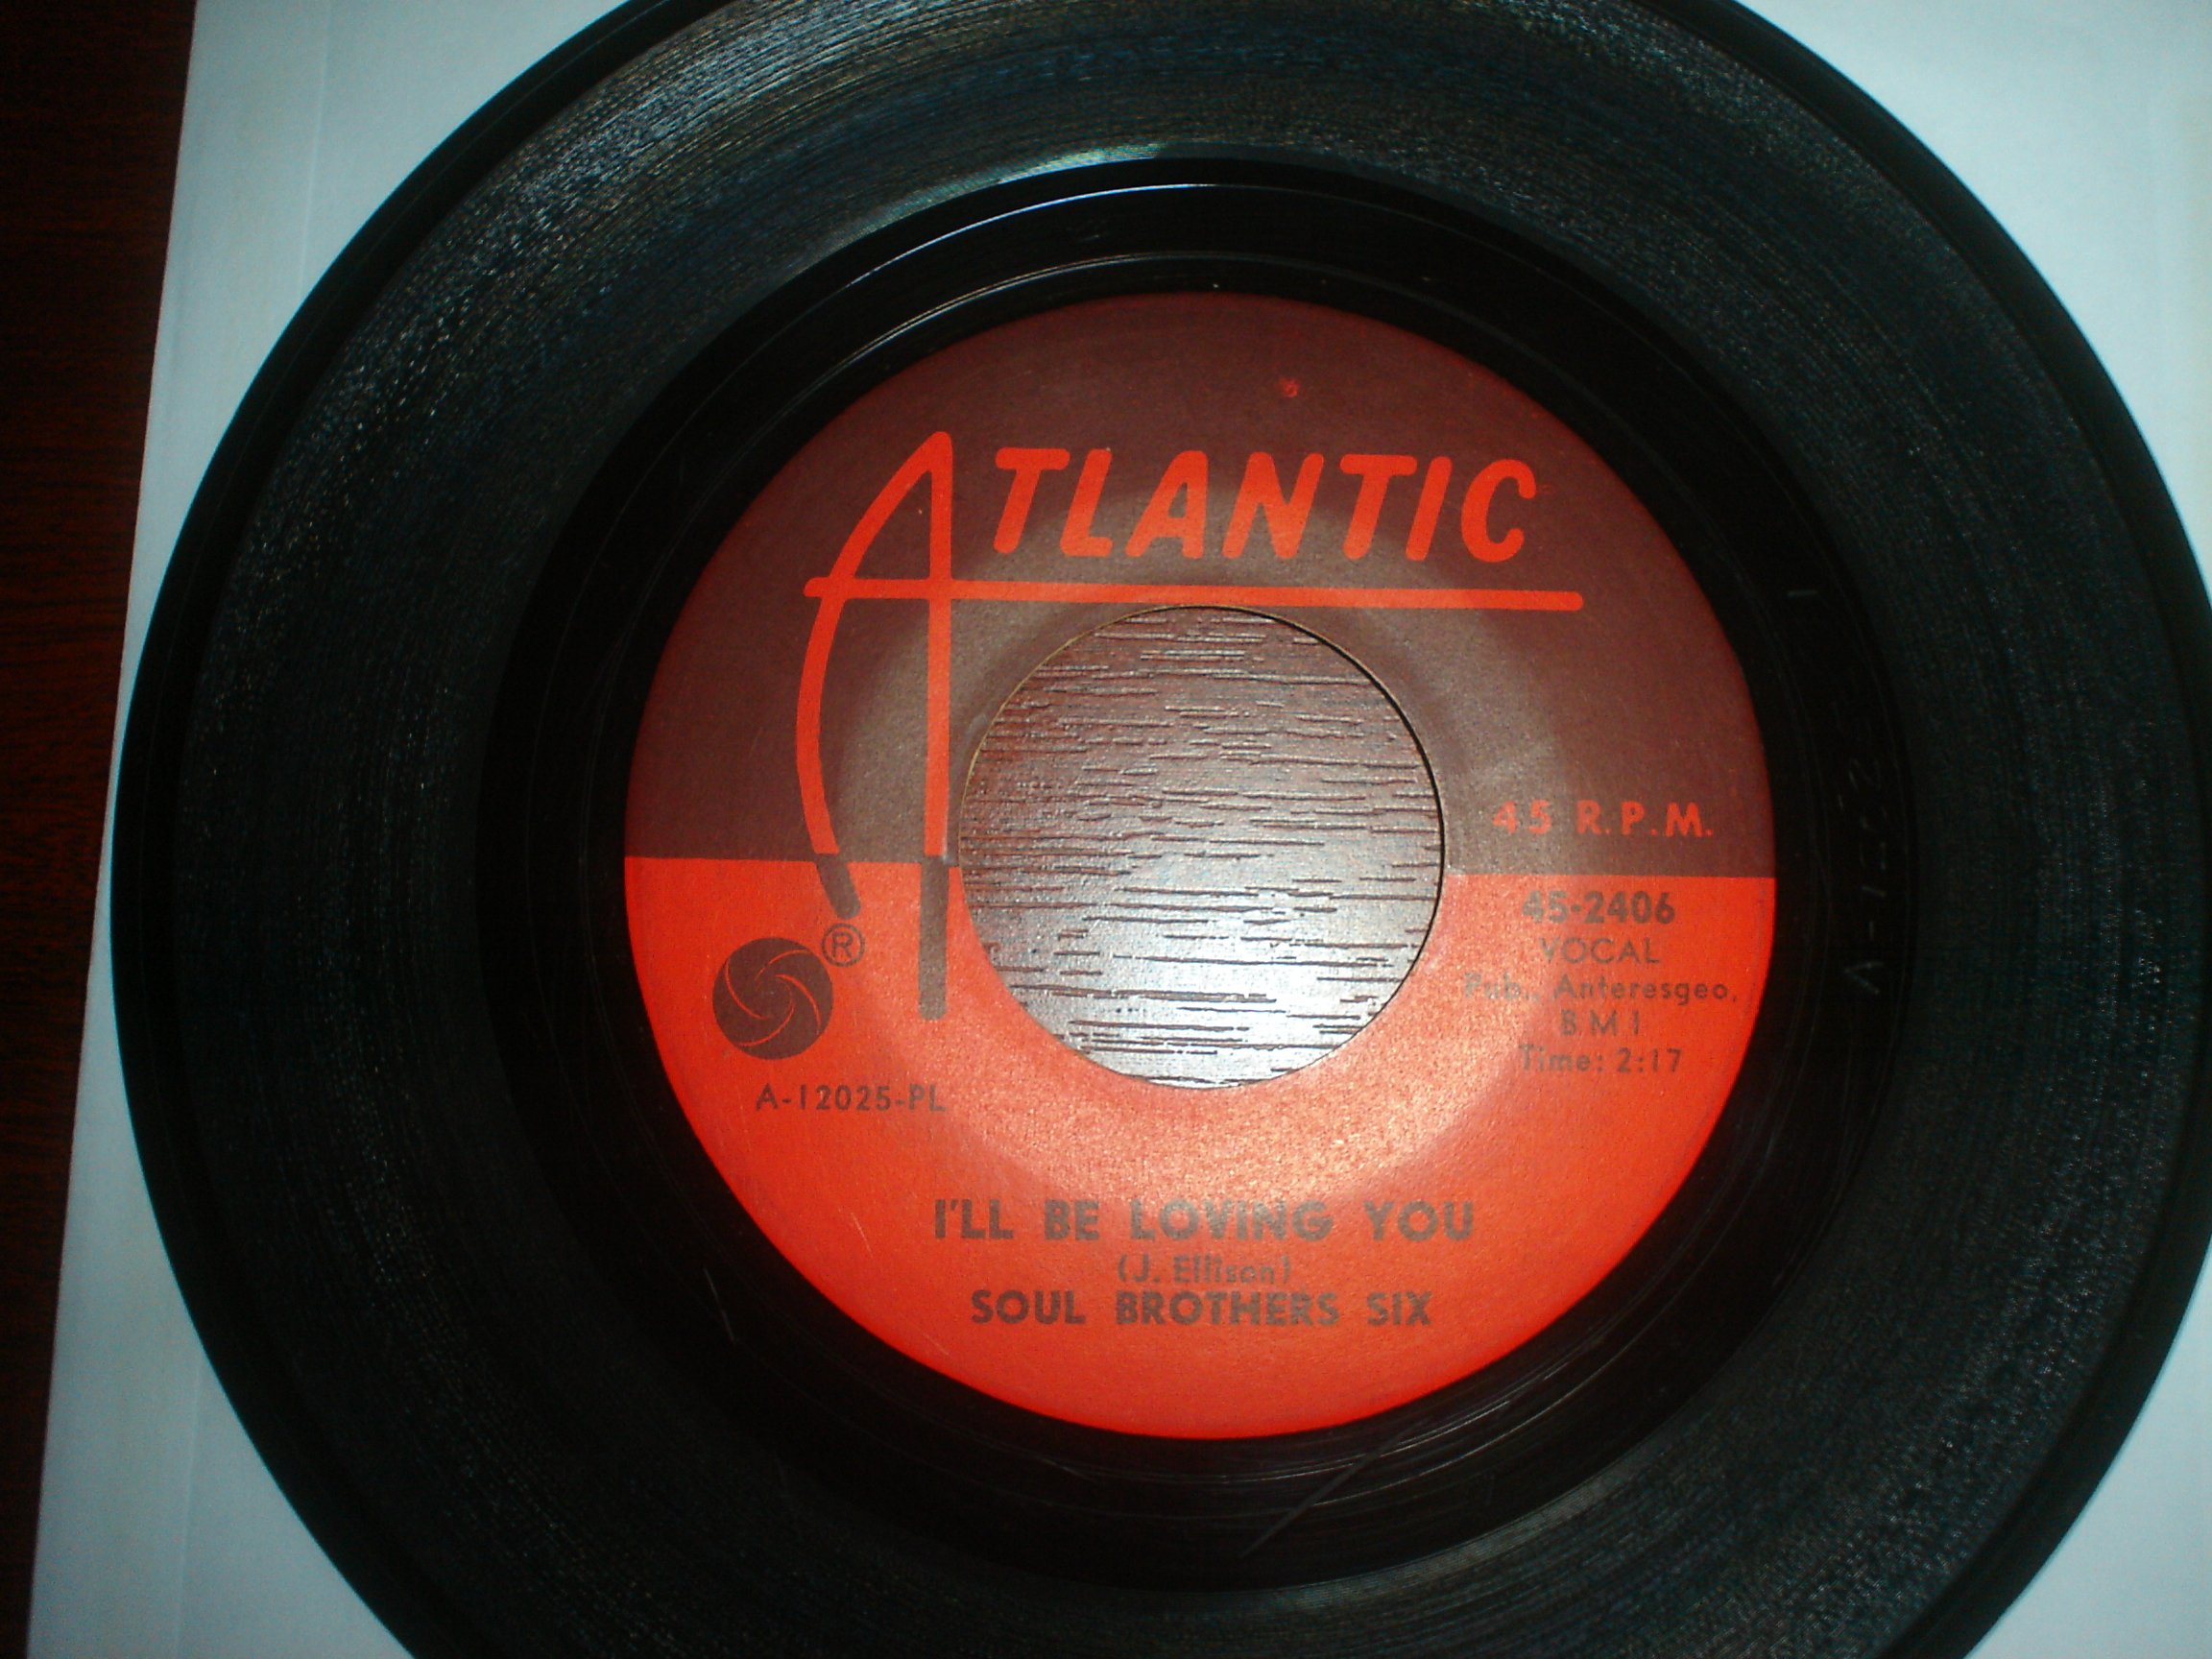 ATLANTIC
45 R.P.M.
45-2406
VOCAL
Pub., Anteresgeo,
BMI
Time: 2:17
®
A-12025-PL
I'LL BE LOVING YOU
(J. Ellison)
SOUL BROTHERS SIX